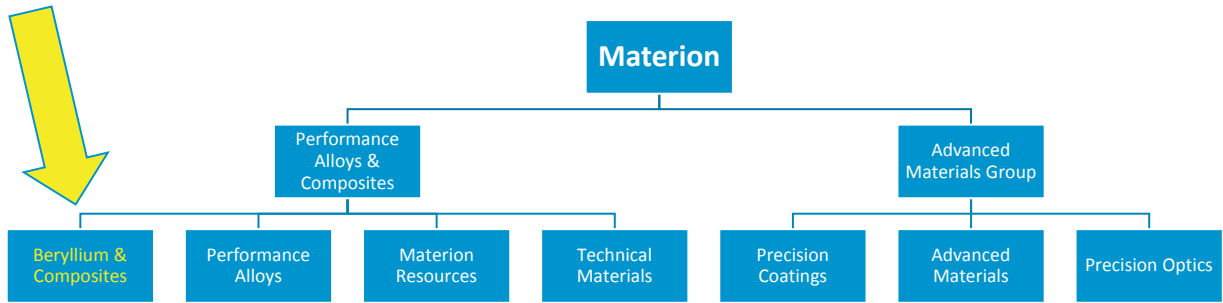 Materion
Performance
Alloys &
Composites
Advanced
Materials Group
Beryllium &
Composites
Performance
Alloys
Materion
Resources
Technical
Materials
Precision
Coatings
Advanced
Materials
Precision Optics